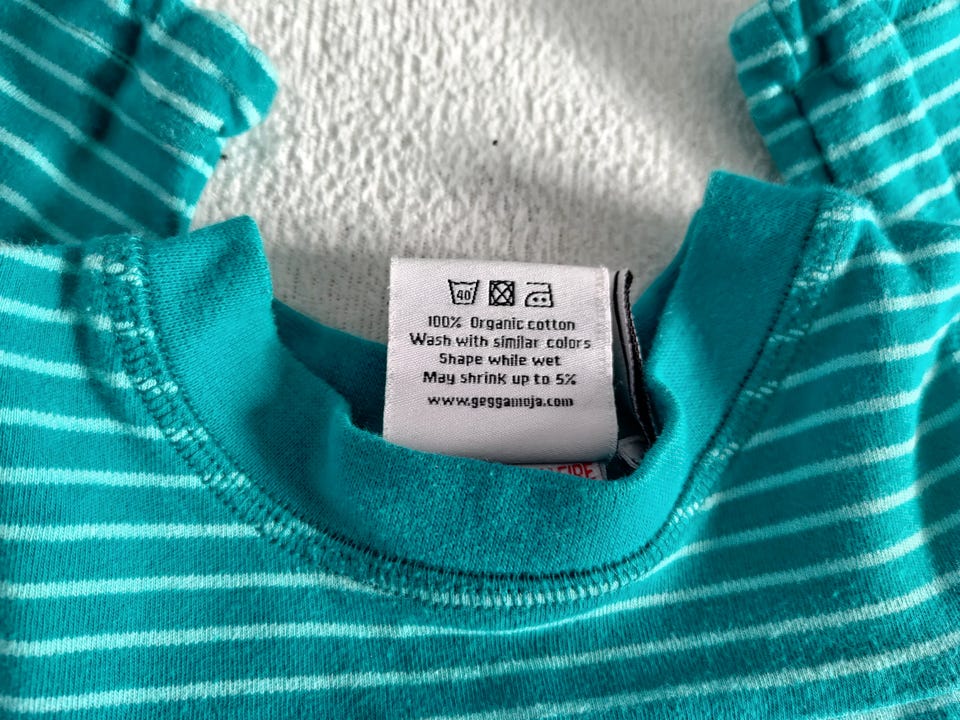 40
100% Organic cotton
Wash with similar colors
Shape while wet
May shrink up to 5%
www.geggamoja.com
FIRE